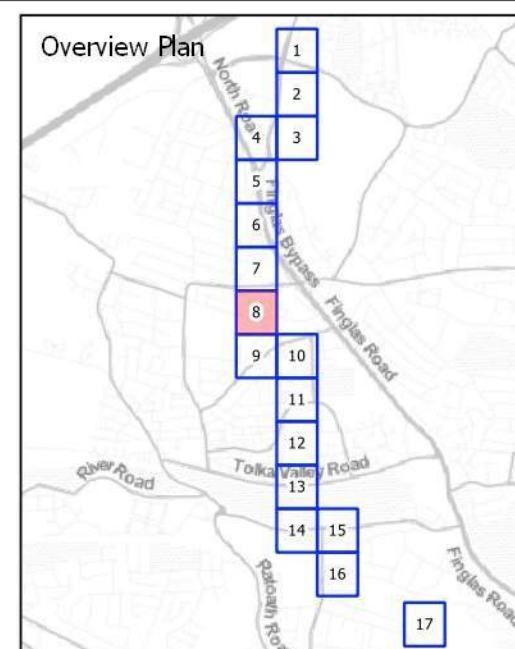 Overview Plan
1
North Road
2
4
3
5
6
Finglas Bypass
7
8
Finglas Road
9
10
11
12
Tolka Valley Road
River Road
13
14
15
16
Ratoath Road
Finglas Road
17